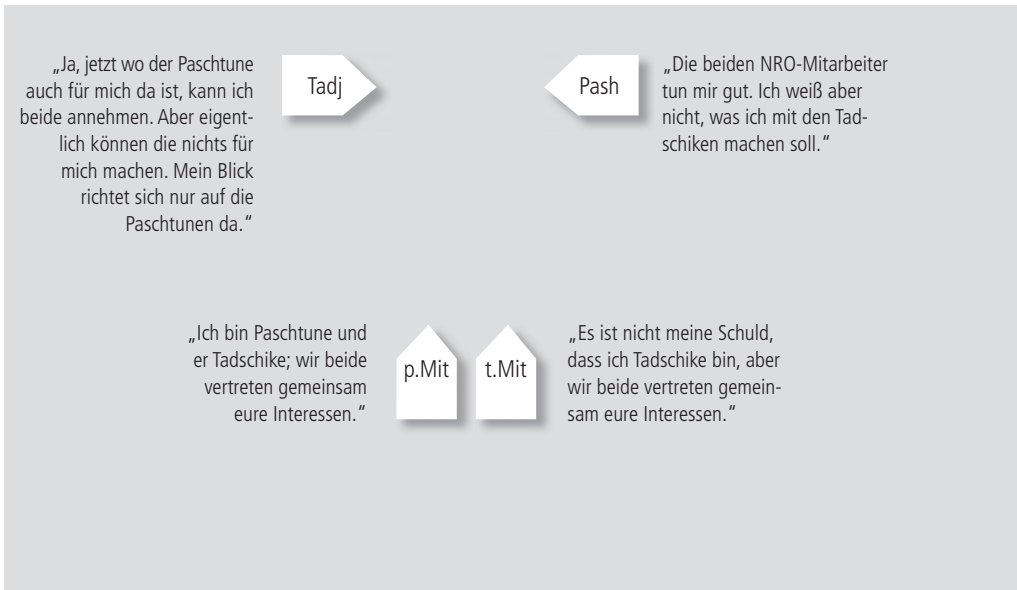 „Ja, jetzt wo der Paschtune
auch für mich da ist, kann ich
beide annehmen. Aber eigent-
lich können die nichts für
mich machen. Mein Blick
richtet sich nur auf die
Paschtunen da.“
Tadj
Pash
„Die beiden NRO-Mitarbeiter
tun mir gut. Ich weiß aber
nicht, was ich mit den Tad-
schiken machen soll.“
„Ich bin Paschtune und
er Tadschike; wir beide
vertreten gemeinsam
eure Interessen.“
p.Mit
t.Mit
„Es ist nicht meine Schuld,
dass ich Tadschike bin, aber
wir beide vertreten gemein-
sam eure Interessen.“